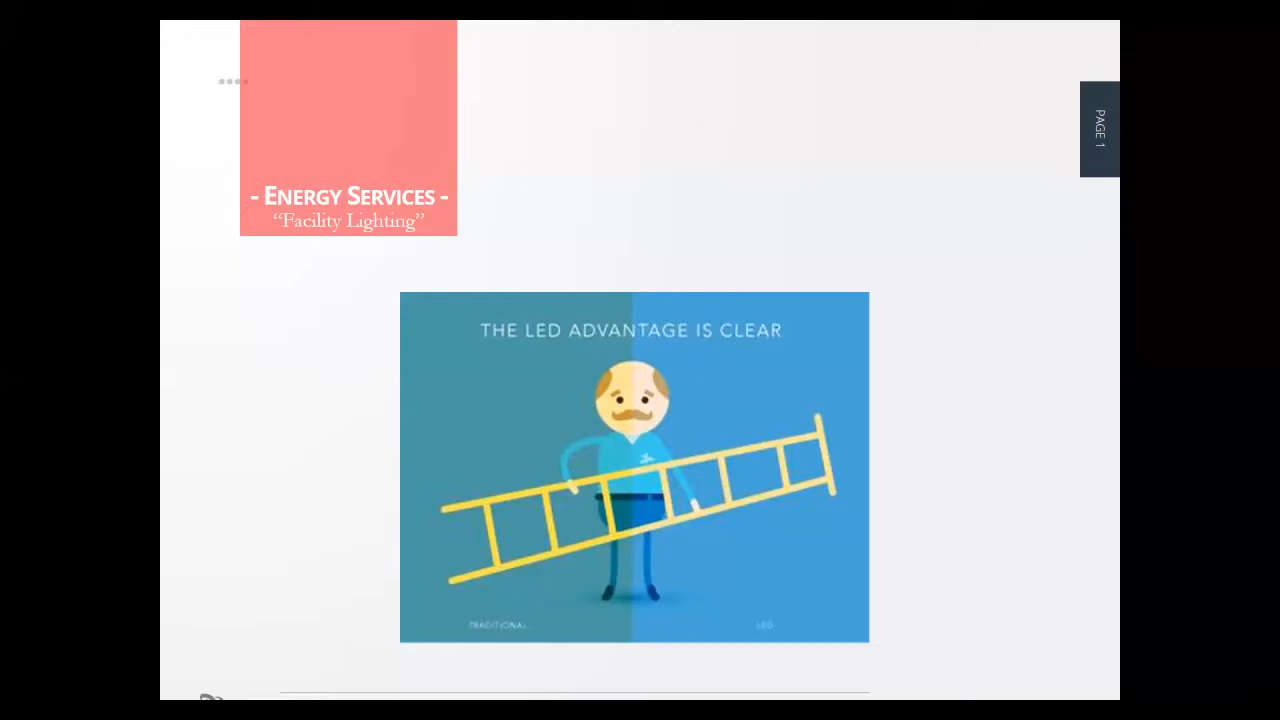 PAGE 1
- ENERGY SERVICES -
“Facility Lighting”
THE LED ADVANTAGE IS CLEAR
TRADITIONAL
LED